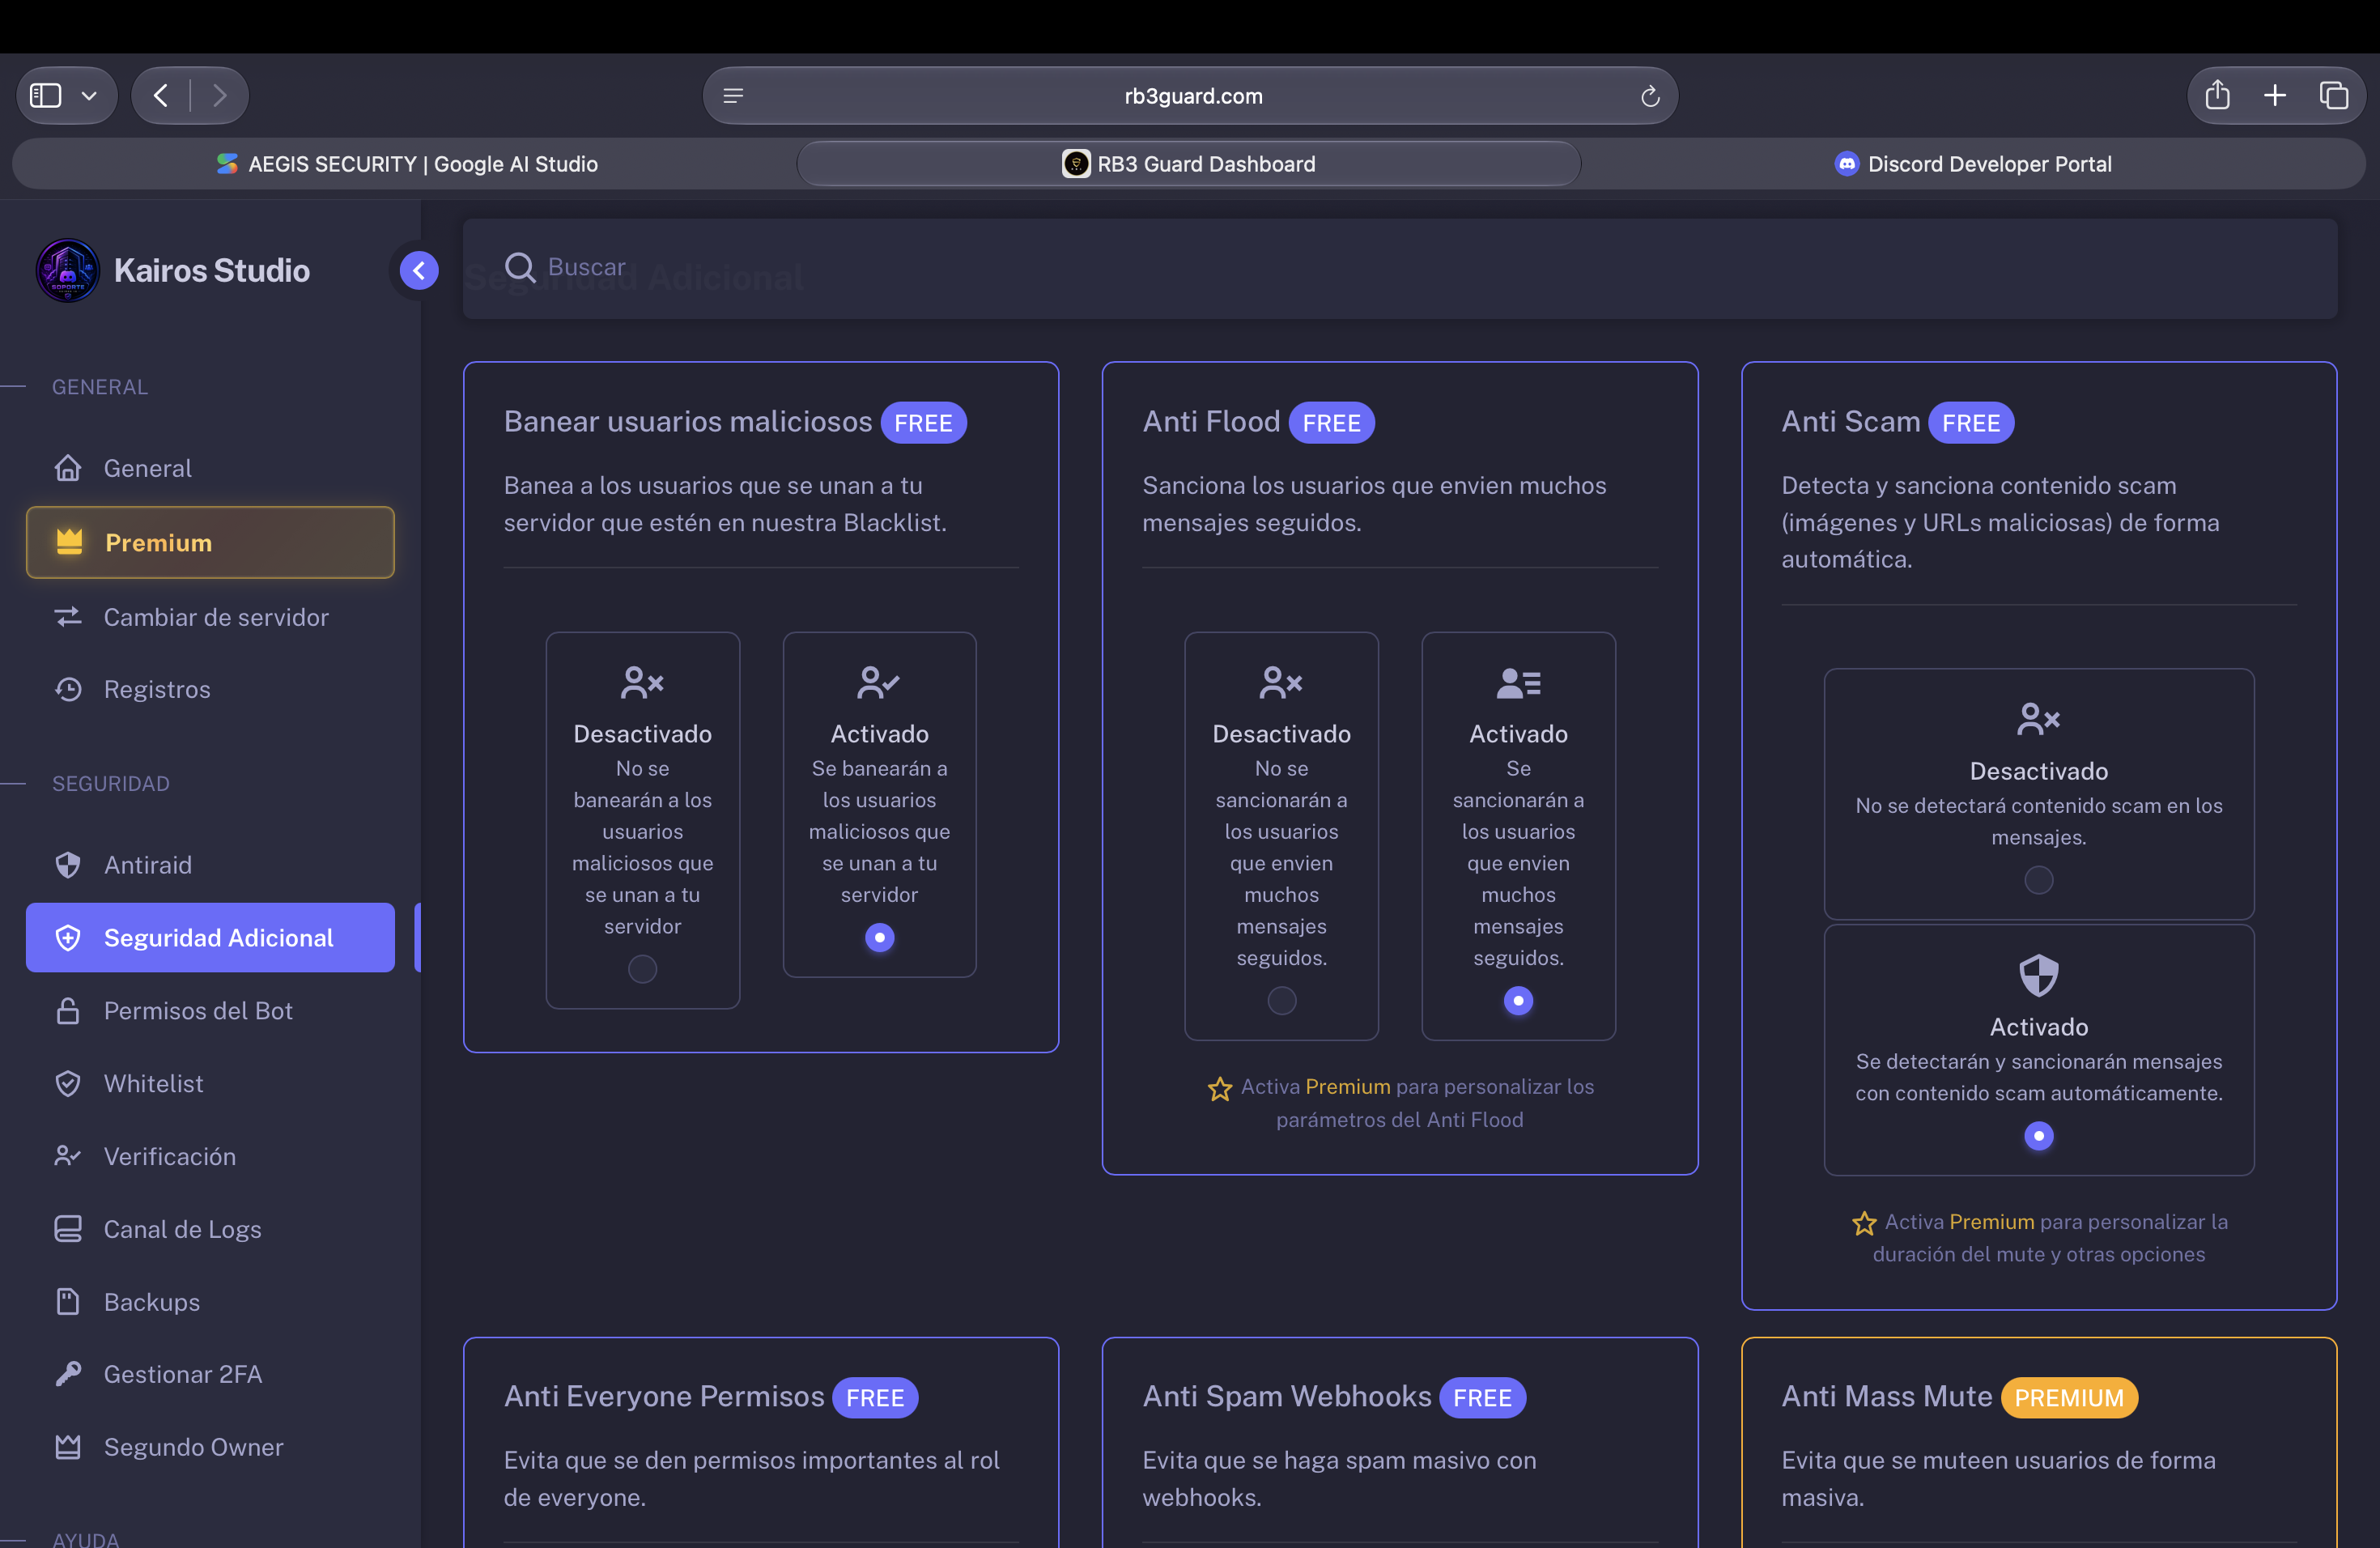 rb3guard.com
AEGIS SECURITY | Google AI Studio
RB3 Guard Dashboard
Discord Developer Portal
SOPORTE
Kairos Studio
GENERAL
General
Premium
Cambiar de servidor
Registros
SEGURIDAD
Antiraid
Seguridad Adicional
Permisos del Bot
Whitelist
Verificación
Canal de Logs
Backups
Gestionar 2FA
Segundo Owner
AYUDA
Buscar
Seguridad Adicional
Banear usuarios maliciosos FREE
Banea a los usuarios que se unan a tu
servidor que estén en nuestra Blacklist.
Desactivado
No se
banearán a los
usuarios
maliciosos que
se unan a tu
servidor
Activado
Se banearán a
los usuarios
maliciosos que
se unan a tu
servidor
Anti Flood FREE
Sanciona los usuarios que envien muchos
mensajes seguidos.
Desactivado
No se
sancionarán a
los usuarios
que envien
muchos
mensajes
seguidos.
Activado
Se
sancionarán a
los usuarios
que envien
muchos
mensajes
seguidos.
Activa Premium para personalizar los
parámetros del Anti Flood
Anti Scam FREE
Detecta y sanciona contenido scam
(imágenes y URLs maliciosas) de forma
automática.
Desactivado
No se detectará contenido scam en los
mensajes.
Activado
Se detectarán y sancionarán mensajes
con contenido scam automáticamente.
Activa Premium para personalizar la
duración del mute y otras opciones
Anti Everyone Permisos FREE
Evita que se den permisos importantes al rol
de everyone.
Anti Spam Webhooks FREE
Evita que se haga spam masivo con
webhooks.
Anti Mass Mute PREMIUM
Evita que se muteen usuarios de forma
masiva.